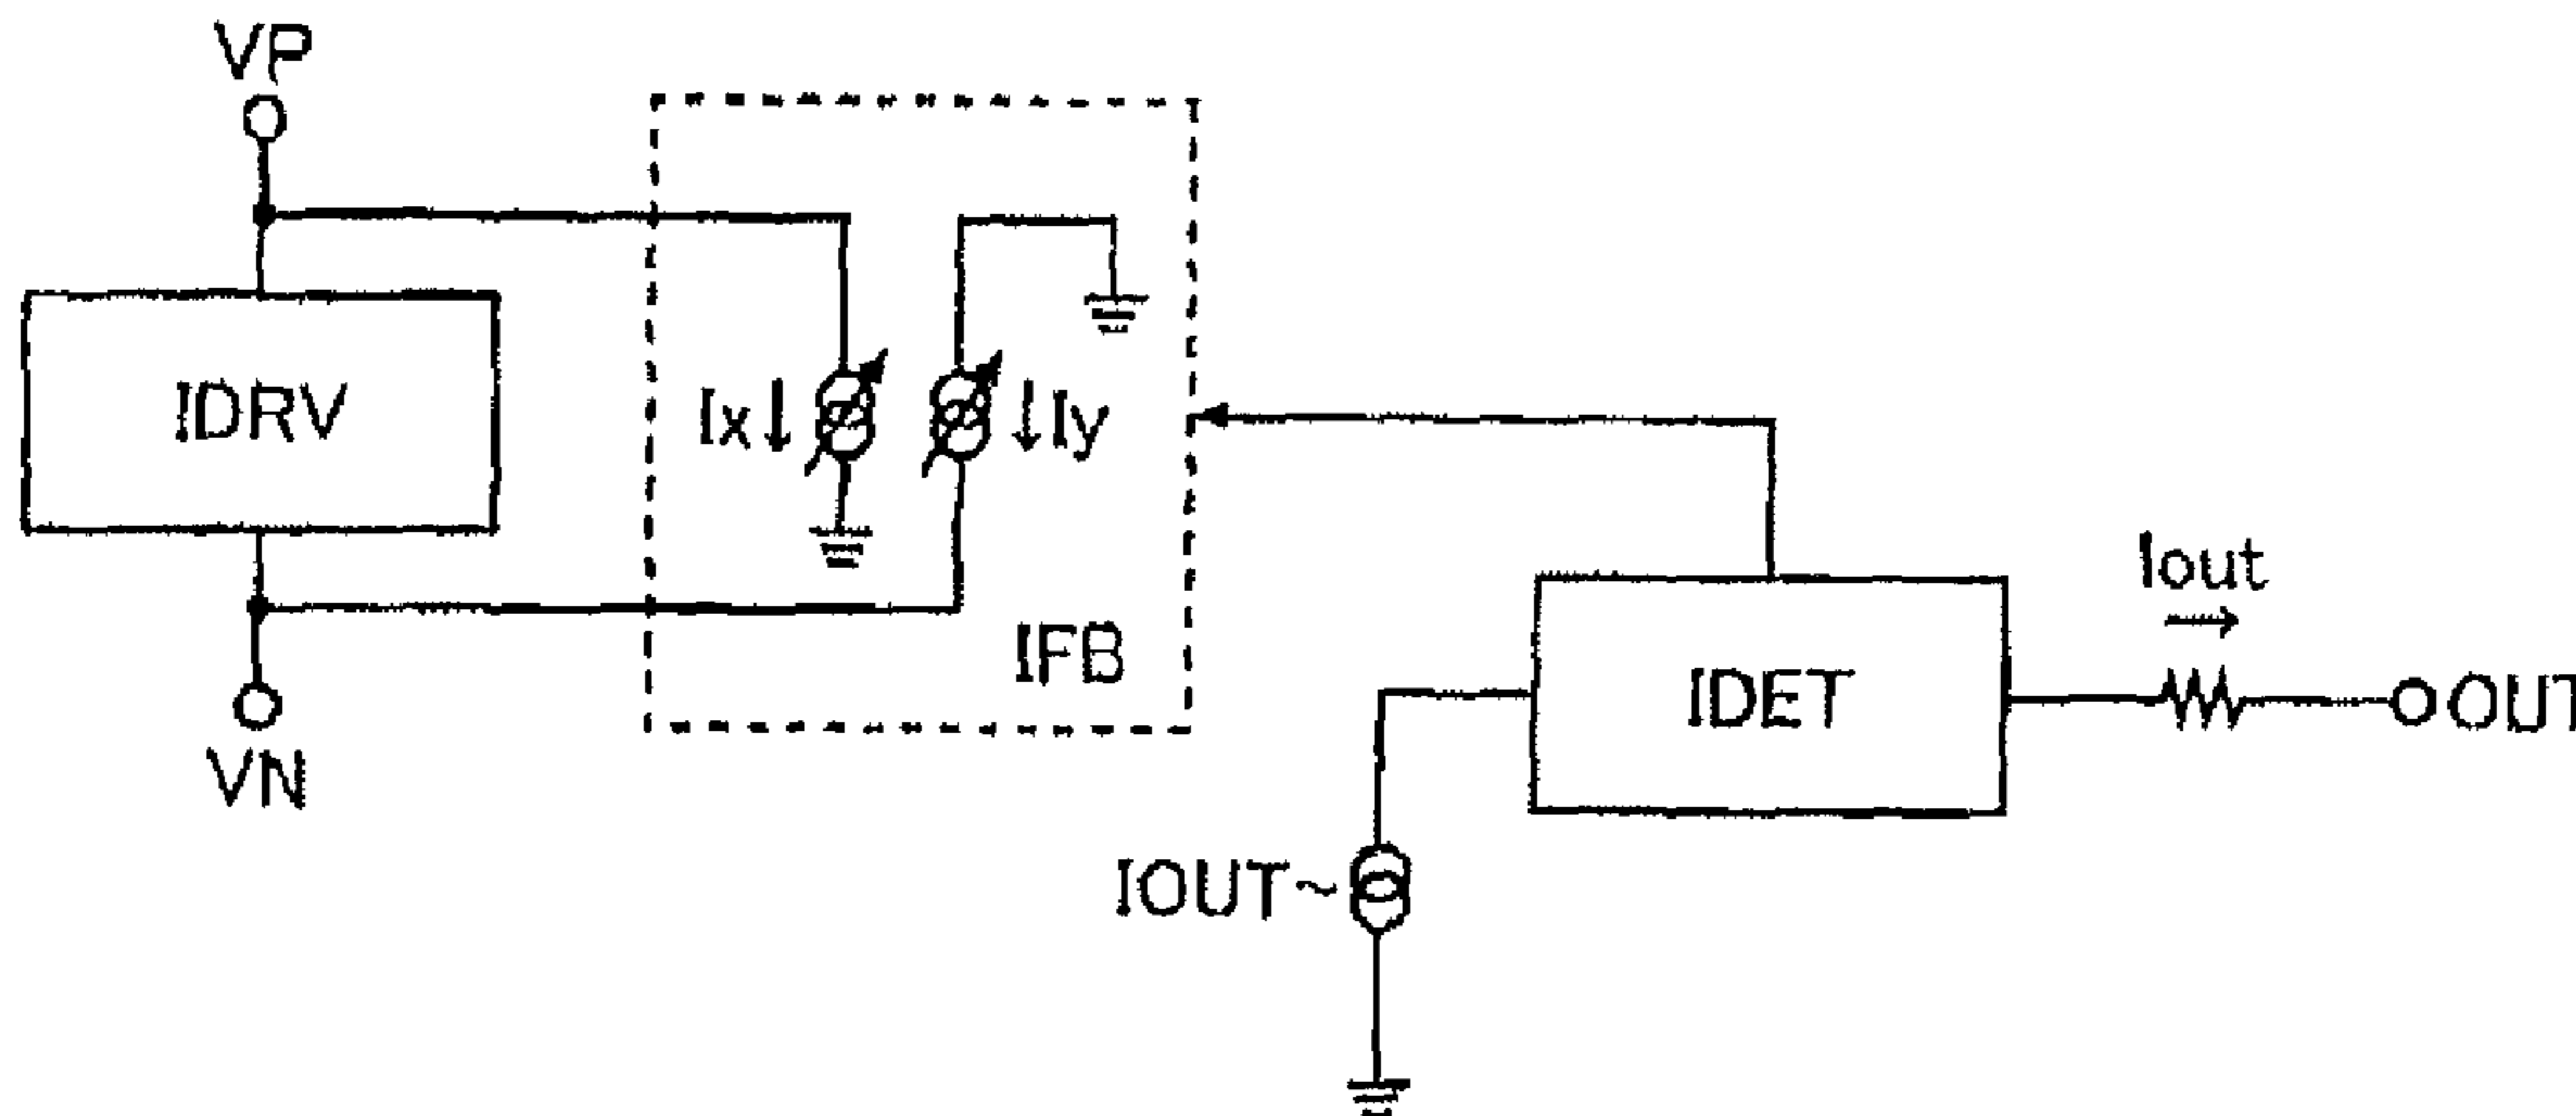 VP
IDRV
Ix↓
↓Iy
IFB
VN
Iout
→
IDET
OUT
IOUT~